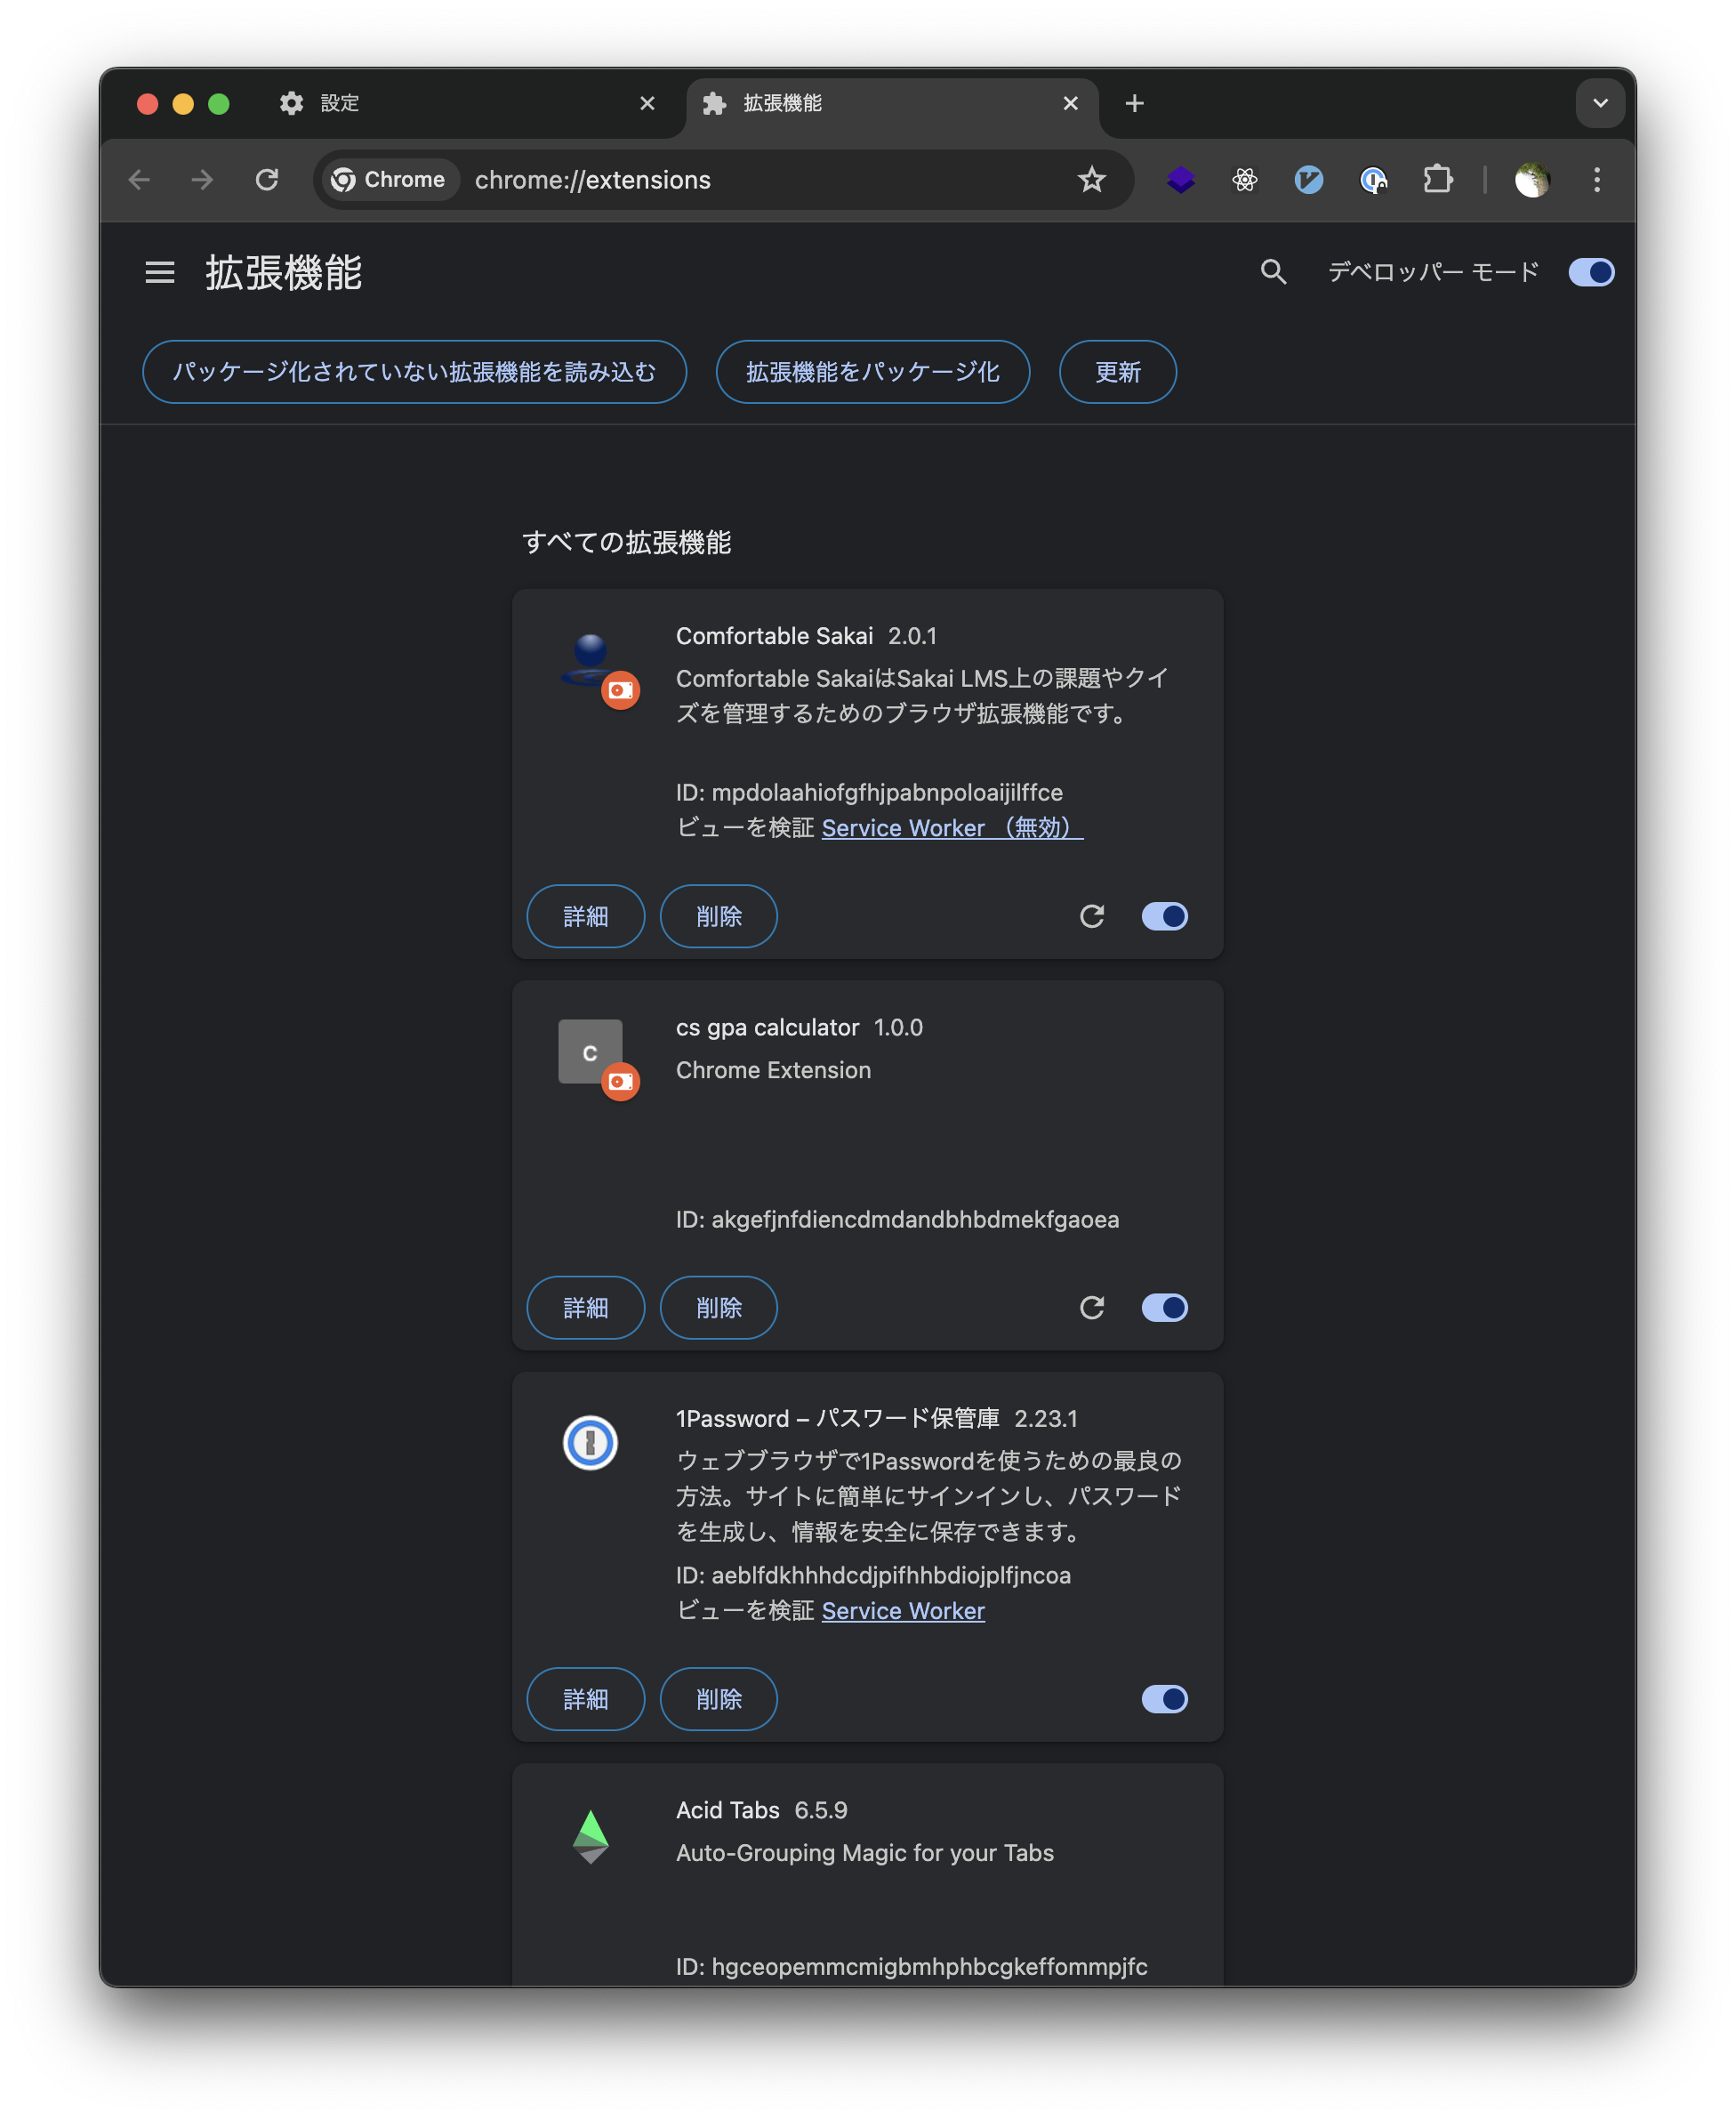 設定
拡張機能
Chrome
chrome://extensions
拡張機能
デベロッパー モード
パッケージ化されていない拡張機能を読み込む
拡張機能をパッケージ化
更新
すべての拡張機能
Comfortable Sakai 2.0.1
Comfortable SakaiはSakai LMS上の課題やクイ
ズを管理するためのブラウザ拡張機能です。
ID: mpdolaahiofgfhjpabnpoloaijilffce
ビューを検証 Service Worker （無効）
詳細
削除
C
cs gpa calculator 1.0.0
Chrome Extension
ID: akgefjnfdiencdmdandbhbdmekfgaoea
詳細
削除
1Password – パスワード保管庫 2.23.1
ウェブブラウザで1Passwordを使うための最良の
方法。サイトに簡単にサインインし、パスワード
を生成し、情報を安全に保存できます。
ID: aeblfdkhhhdcdjpifhhbdiojplfjncoa
ビューを検証 Service Worker
詳細
削除
Acid Tabs 6.5.9
Auto-Grouping Magic for your Tabs
ID: hgceopemmcmigbmhphbcgkeffommpjfc